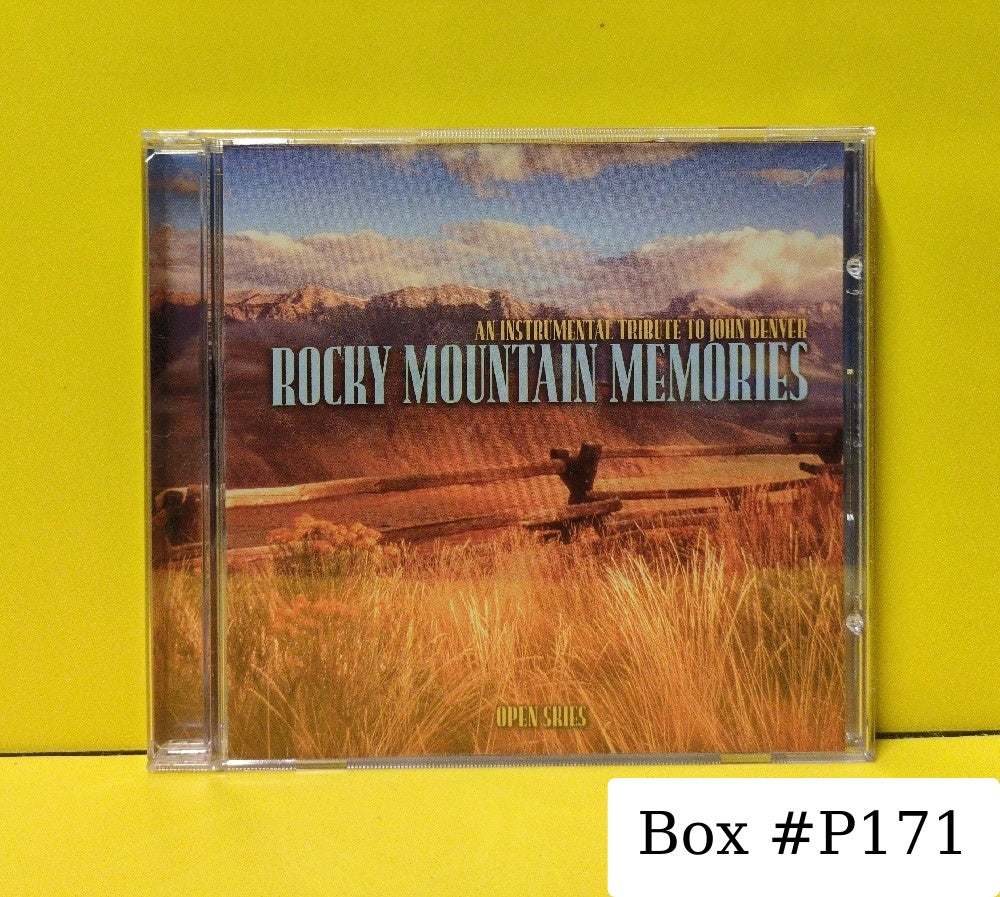 AN INSTRUMENTAL TRIBUTE TO JOHN DENVER
ROCKY MOUNTAIN MEMORIES
OPEN SKIES
Box #P171